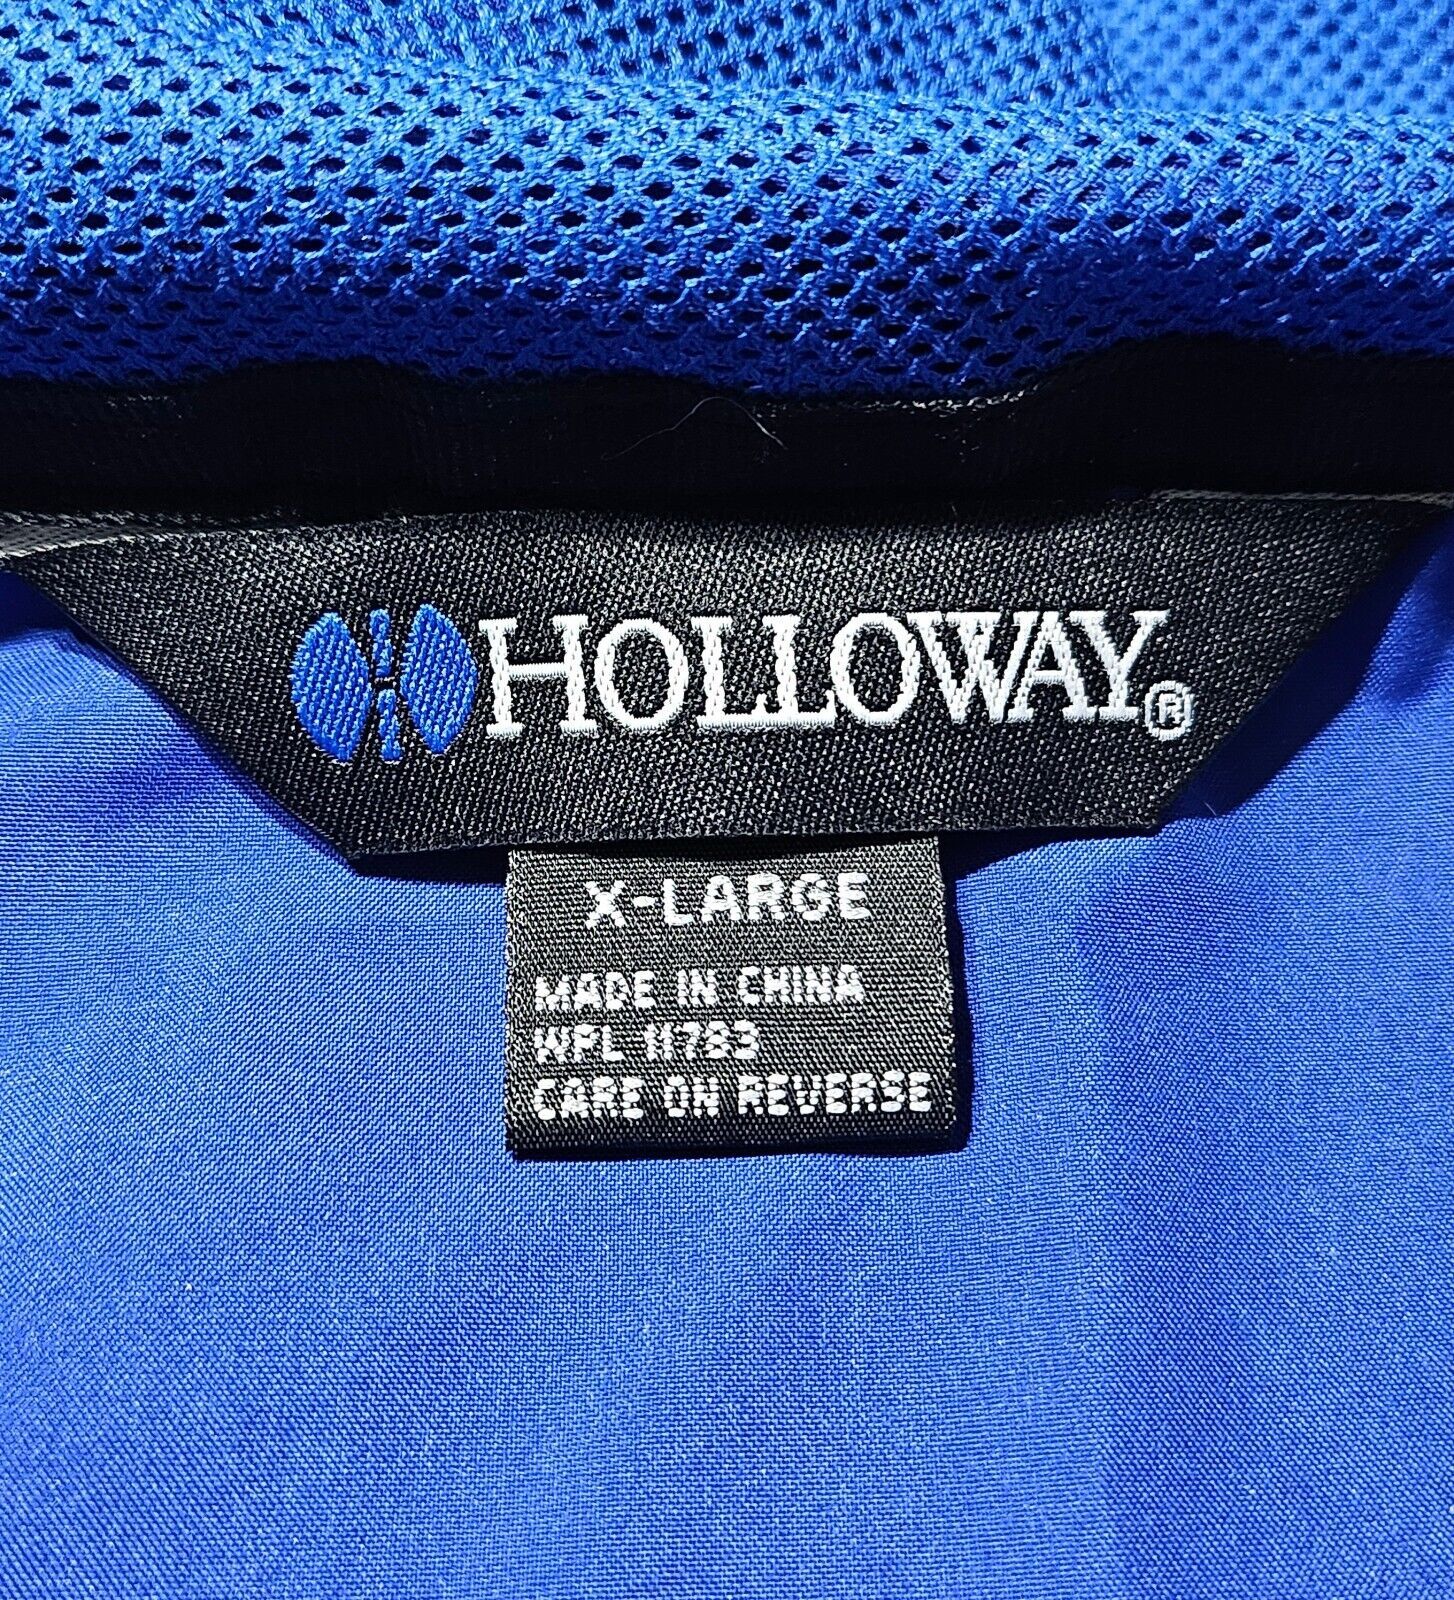 HOLLOWAY®
X-LARGE
MADE IN CHINA
WPL 11783
CARE ON REVERSE